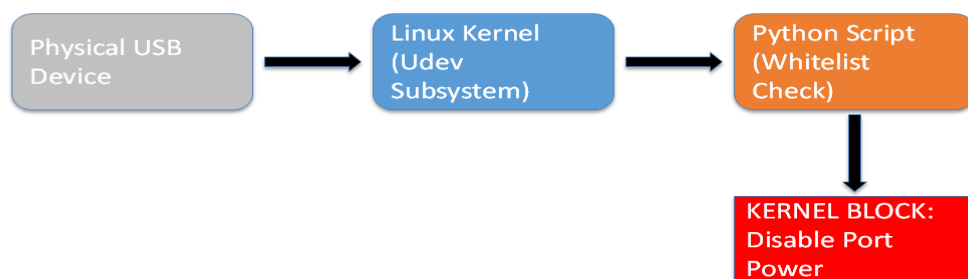 Physical USB
Device
Linux Kernel
(Udev
Subsystem)
Python Script
(Whitelist
Check)
KERNEL BLOCK:
Disable Port
Power